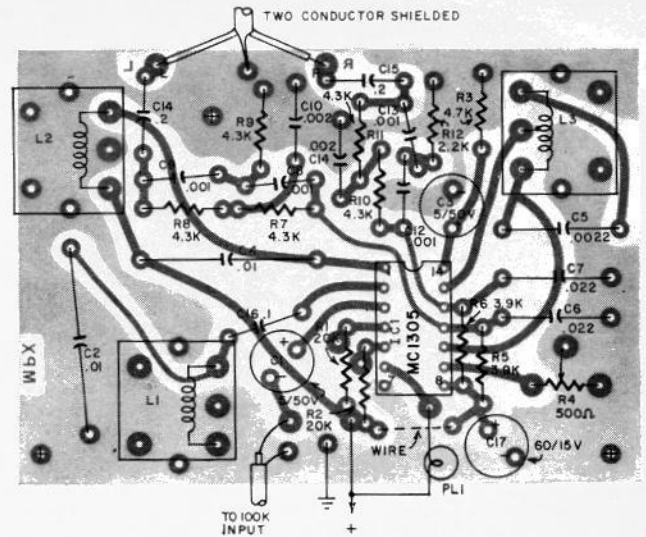 TWO CONDUCTOR SHIELDED
L
R
C15
.2
L2
C14
.2
R9
4.3K
C10
.002
4.3K
R11
C13
.001
R3
4.7K
R12
2.2K
L3
.002
C14
C9
.001
C8
.001
R10
4.3K
C3
5/50V
R8
4.3K
R7
4.3K
C12
.001
C5
.0022
C4
.01
14
C7
.022
C16 .1
R6 3.9K
C6
.022
MPX
C2
.01
R1
20K
IC1
MC1305
C1
L1
5/50V
8
R5
3.9K
R4
500Ω
R2
20K
WIRE
C17
60/15V
PL1
TO 100K
INPUT
+